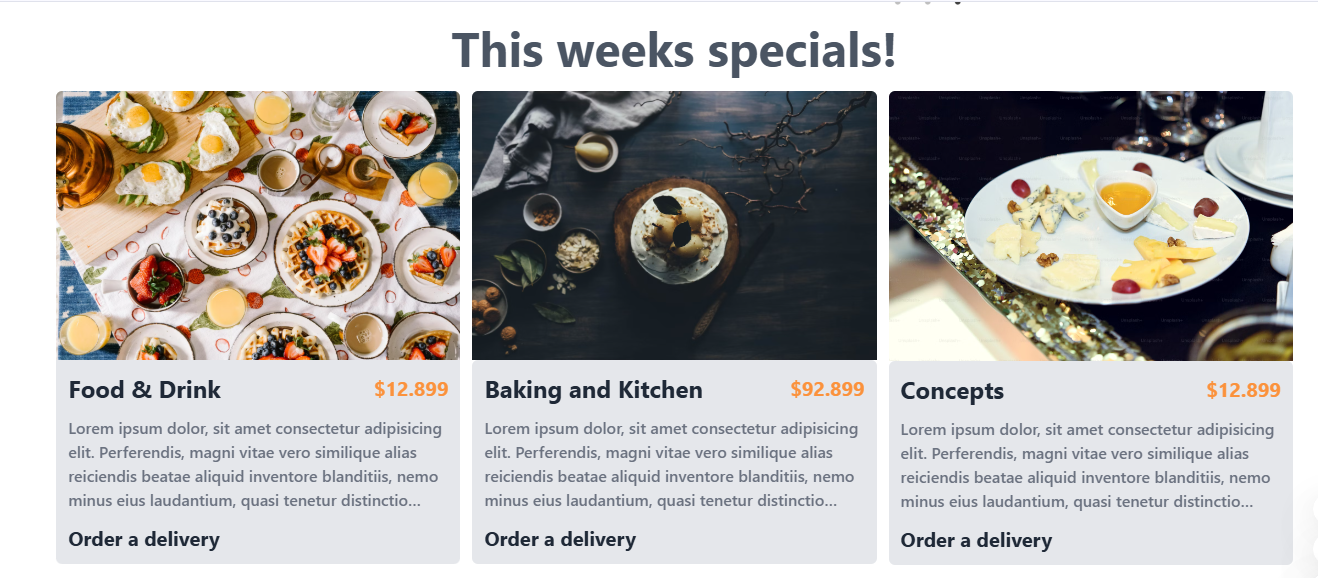 This weeks specials!
Food & Drink
$12.899
Lorem ipsum dolor, sit amet consectetur adipisicing
elit. Perferendis, magni vitae vero similique alias
reiciendis beatae aliquid inventore blanditiis, nemo
minus eius laudantium, quasi tenetur distinctio...
Order a delivery
Baking and Kitchen
$92.899
Lorem ipsum dolor, sit amet consectetur adipisicing
elit. Perferendis, magni vitae vero similique alias
reiciendis beatae aliquid inventore blanditiis, nemo
minus eius laudantium, quasi tenetur distinctio...
Order a delivery
Concepts
$12.899
Lorem ipsum dolor, sit amet consectetur adipisicing
elit. Perferendis, magni vitae vero similique alias
reiciendis beatae aliquid inventore blanditiis, nemo
minus eius laudantium, quasi tenetur distinctio...
Order a delivery